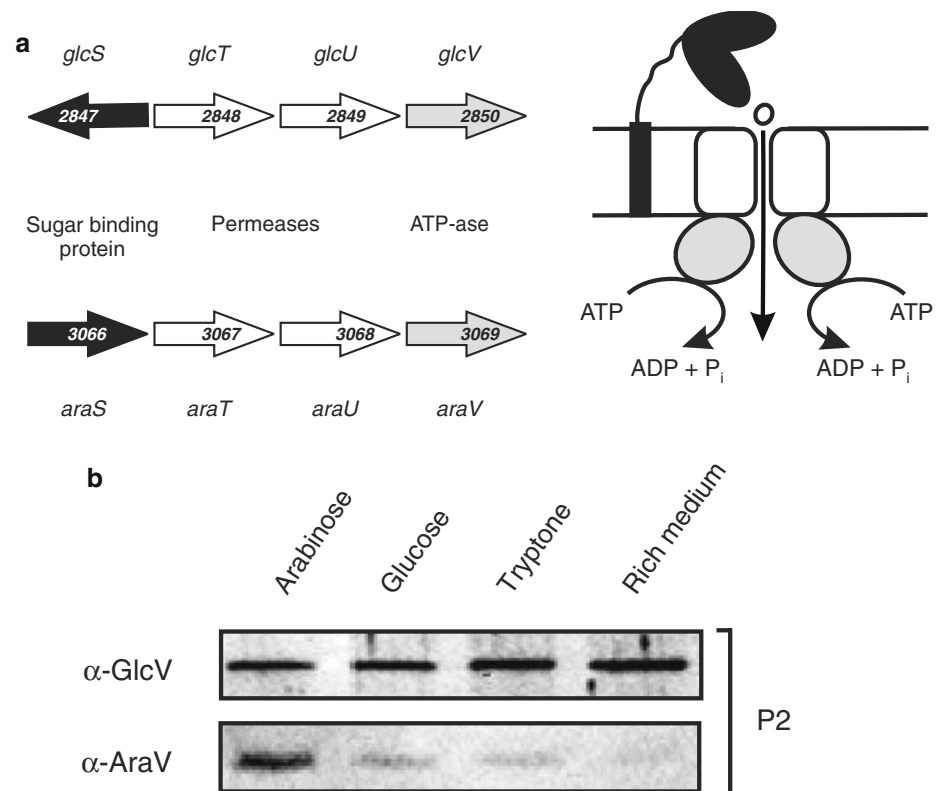 a
glcS glcT glcU glcV
2847 2848 2849 2850
Sugar binding protein
Permeases
ATP-ase
3066 3067 3068 3069
araS araT araU araV
ATP
ADP + Pi
ATP
ADP + Pi
b
Arabinose
Glucose
Tryptone
Rich medium
α-GlcV
α-AraV
P2